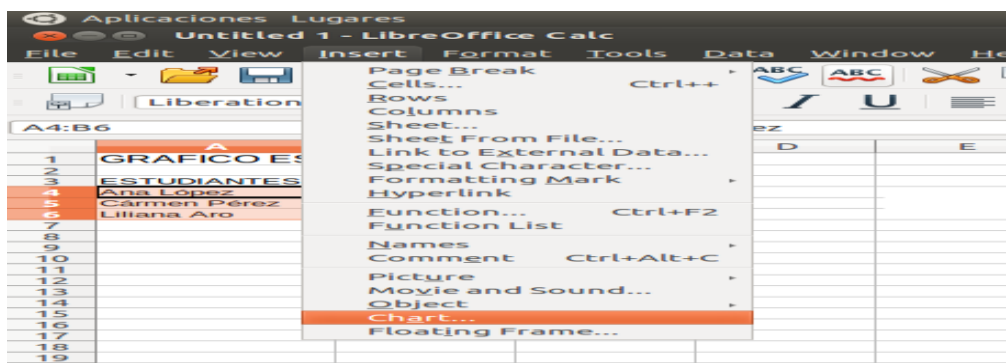 Aplicaciones Lugares
Untitled 1 - LibreOffice Calc
File Edit View Insert Format Tools Data Window He
ABC ABC
Liberation I U
A4:B6 ez
A D E
1 GRAFICO ES
2
3 ESTUDIANTES
4 Ana López
5 Cármen Pérez
6 Liliana Aro
7
8
9
10
11
12
13
14
15
16
17
18
19
Page Break
Cells... Ctrl++
Rows
Columns
Sheet...
Sheet From File...
Link to External Data...
Special Character...
Formatting Mark
Hyperlink
Function... Ctrl+F2
Function List
Names
Comment Ctrl+Alt+C
Picture
Movie and Sound...
Object
Chart...
Floating Frame...